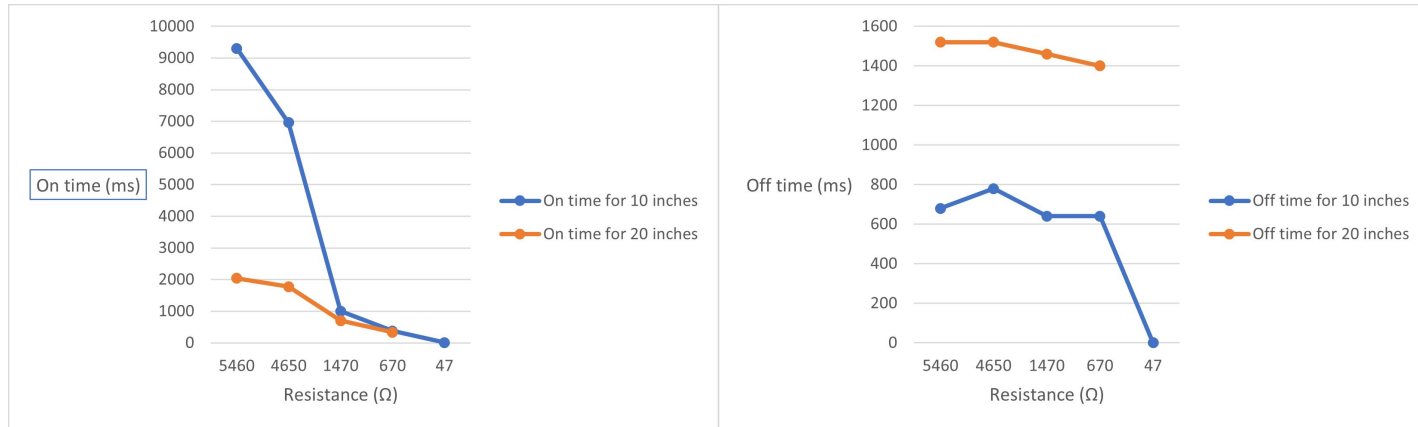 10000
9000
8000
7000
6000
5000
4000
3000
2000
1000
0
On time (ms)
5460 4650 1470 670 47
Resistance (Ω)
On time for 10 inches
On time for 20 inches
1600
1400
1200
1000
800
600
400
200
0
Off time (ms)
5460 4650 1470 670 47
Resistance (Ω)
Off time for 10 inches
Off time for 20 inches